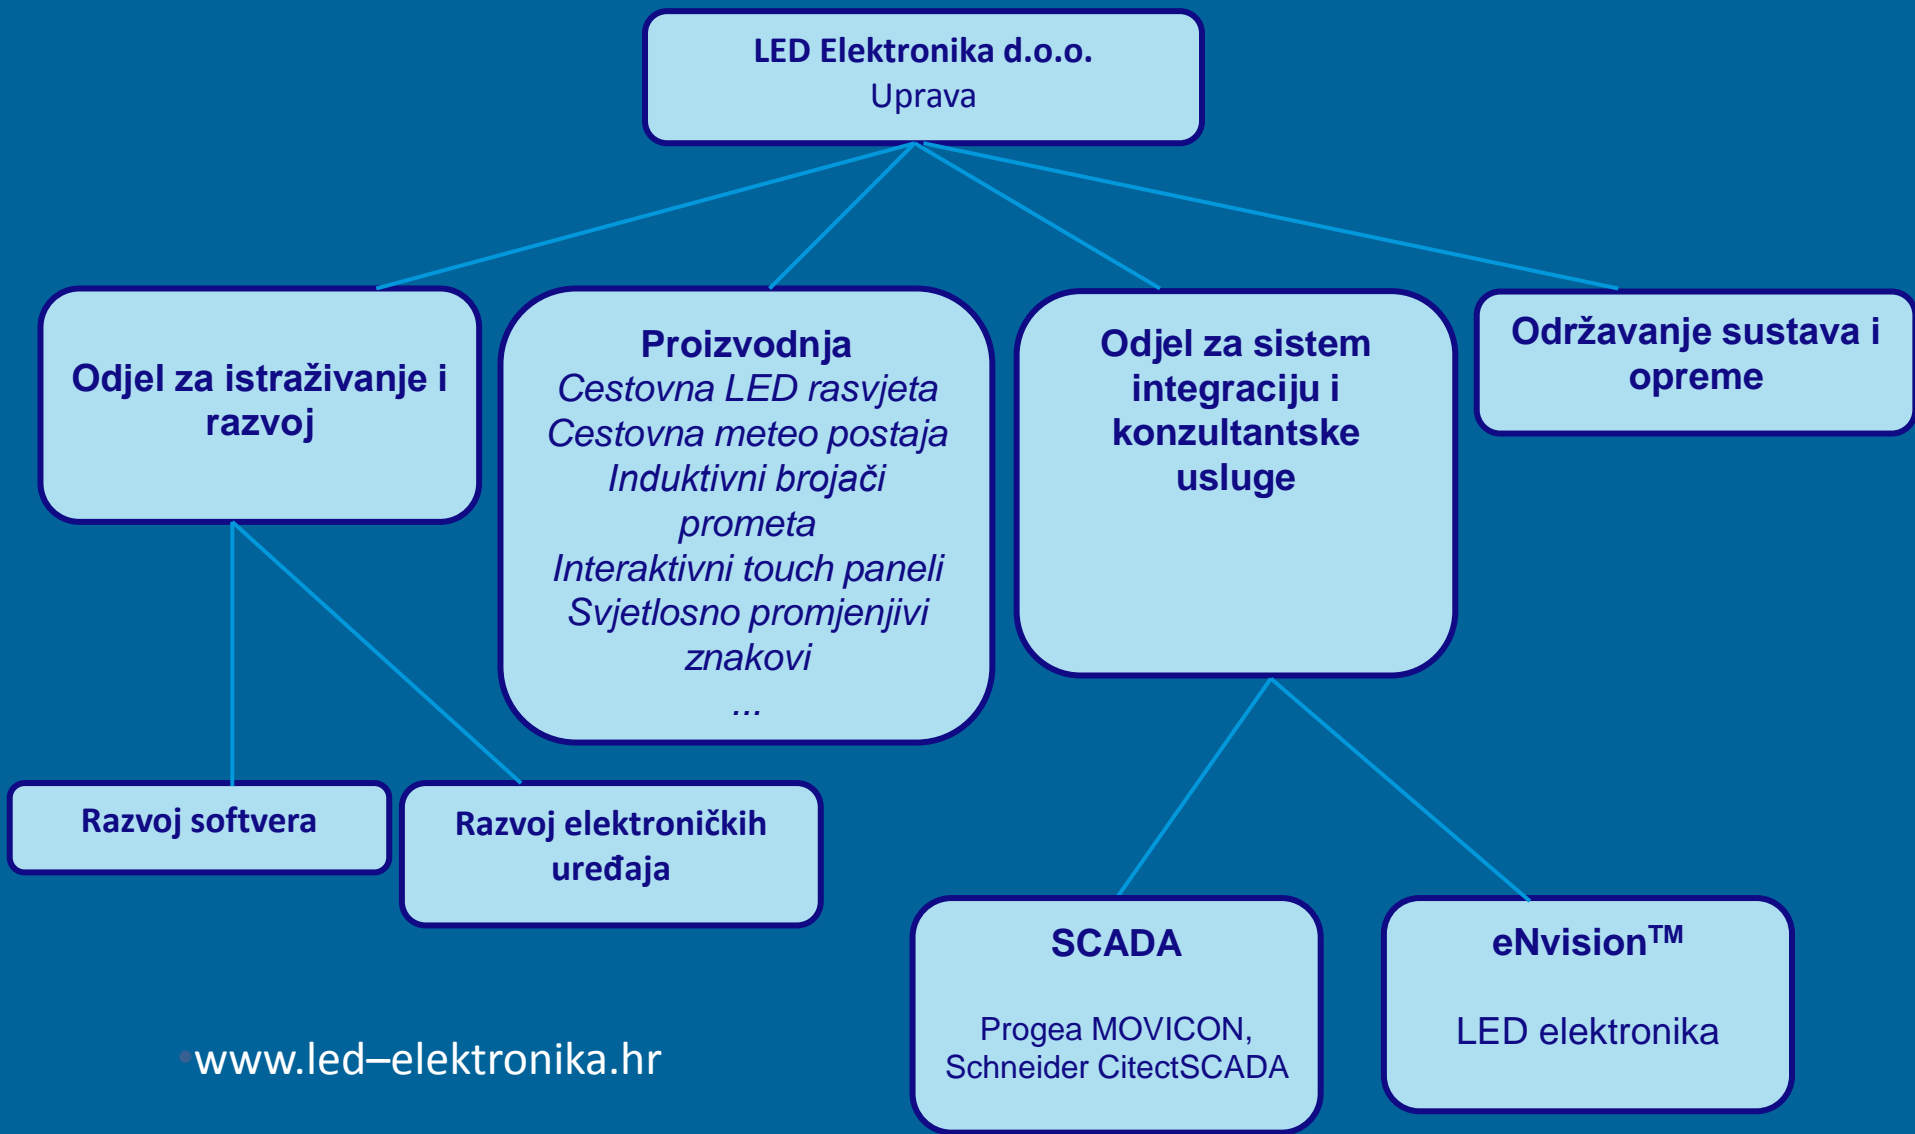 LED Elektronika d.o.o.
Uprava
Odjel za istraživanje i
razvoj
Proizvodnja
Cestovna LED rasvjeta
Cestovna meteo postaja
Induktivni brojači
prometa
Interaktivni touch paneli
Svjetlosno promjenjivi
znakovi
...
Odjel za sistem
integraciju i
konzultantske
usluge
Održavanje sustava i
opreme
Razvoj softvera
Razvoj elektroničkih
uređaja
SCADA
Progea MOVICON,
Schneider CitectSCADA
eNvision™
LED elektronika
•www.led–elektronika.hr